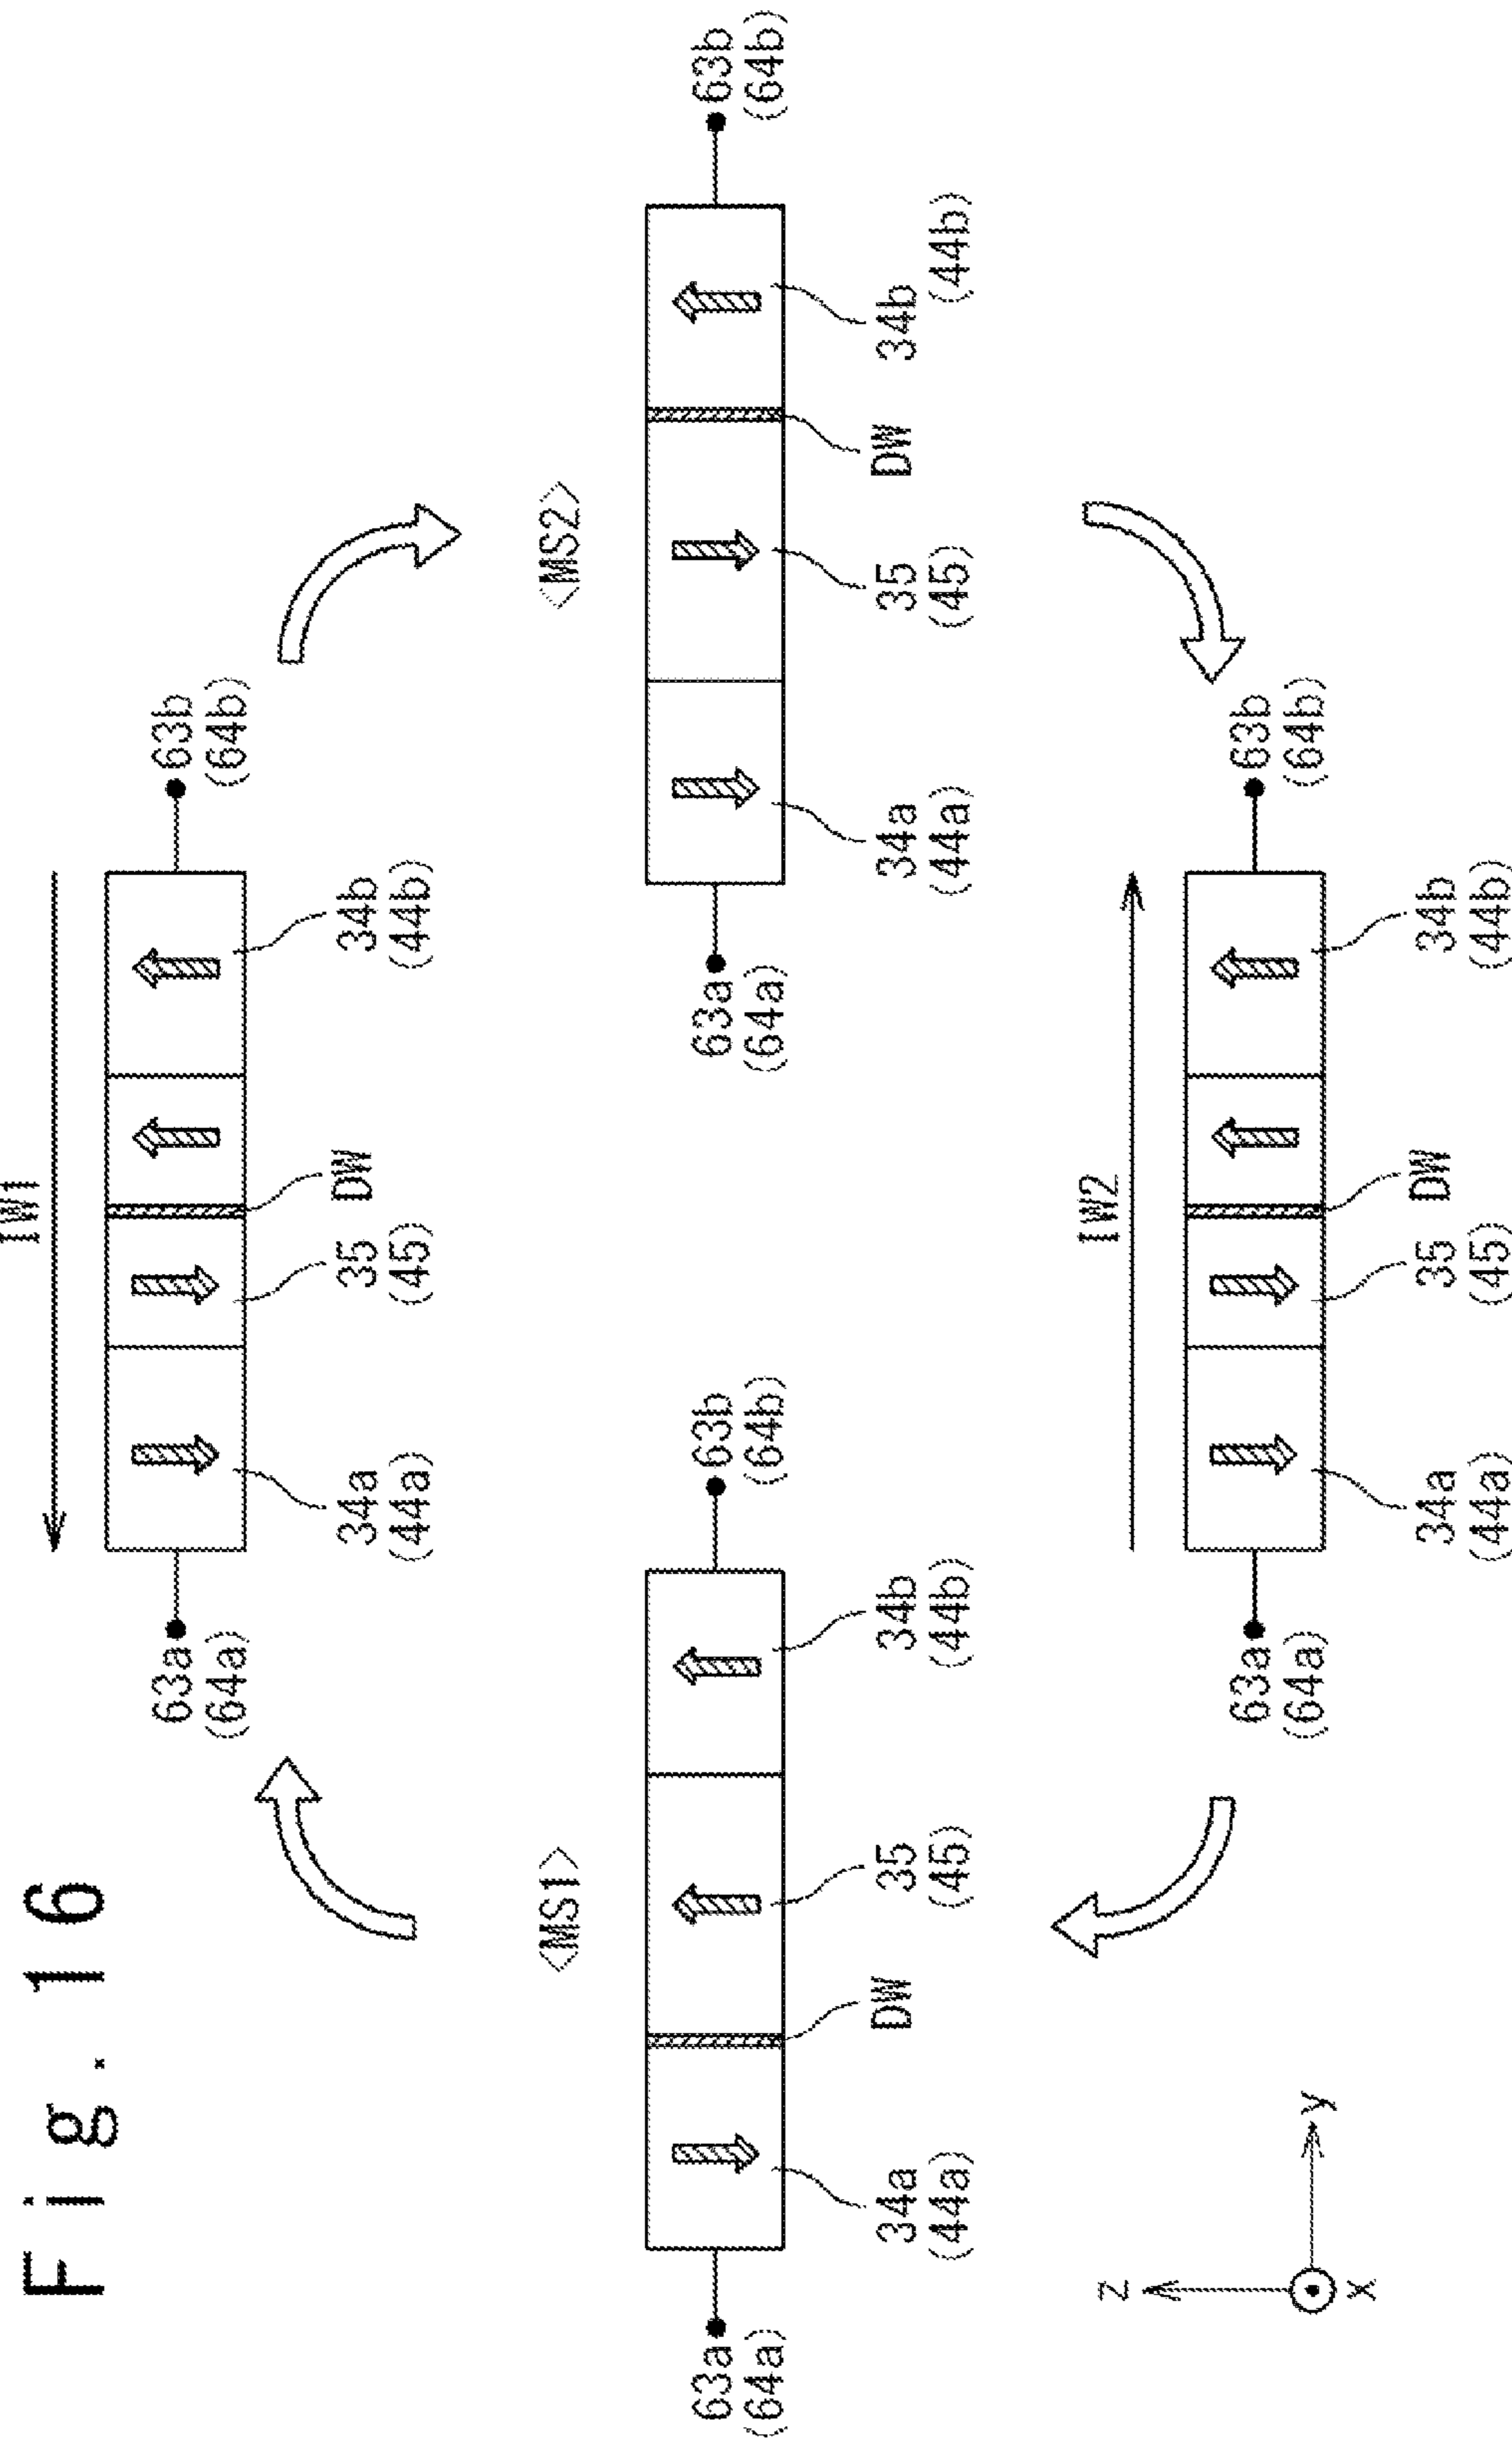 Fig. 16
IW1
63a
(64a)
63b
(64b)
34a
(44a)
35
(45)
DW
34b
(44b)
<MS1>
63a
(64a)
63b
(64b)
34a
(44a)
DW
35
(45)
34b
(44b)
<MS2>
63a
(64a)
63b
(64b)
34a
(44a)
35
(45)
DW
34b
(44b)
IW2
63a
(64a)
63b
(64b)
34a
(44a)
35
(45)
DW
34b
(44b)
z
y
x